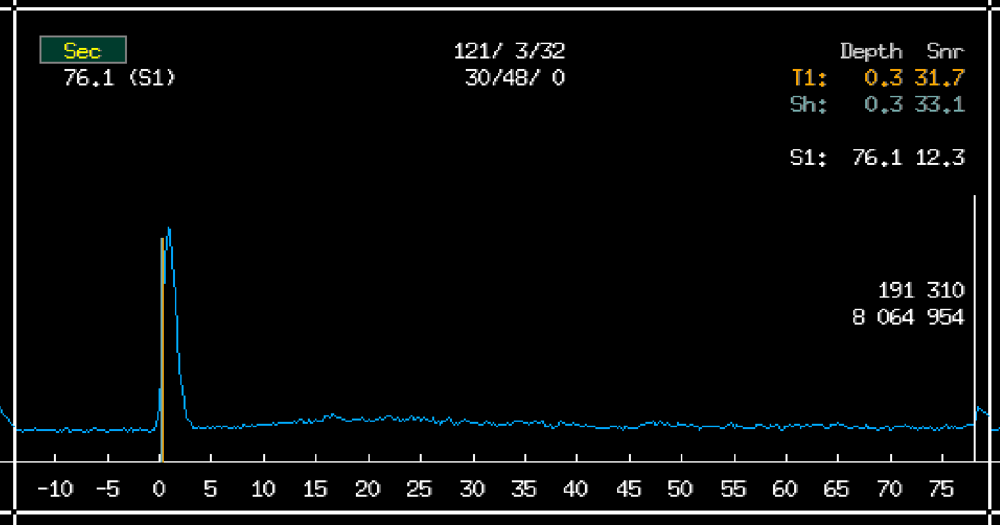 Sec
76.1 (S1)
121/ 3/32
30/48/ 0
Depth Snr
T1: 0.3 31.7
Sh: 0.3 33.1
S1: 76.1 12.3
191 310
8 064 954
-10 -5 0 5 10 15 20 25 30 35 40 45 50 55 60 65 70 75